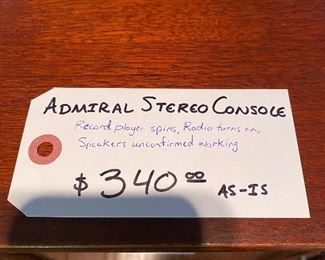 ADMIRAL STEREO CONSOLE
Record player spins, Radio turns on,
Speakers unconfirmed working
$340.00 AS-IS